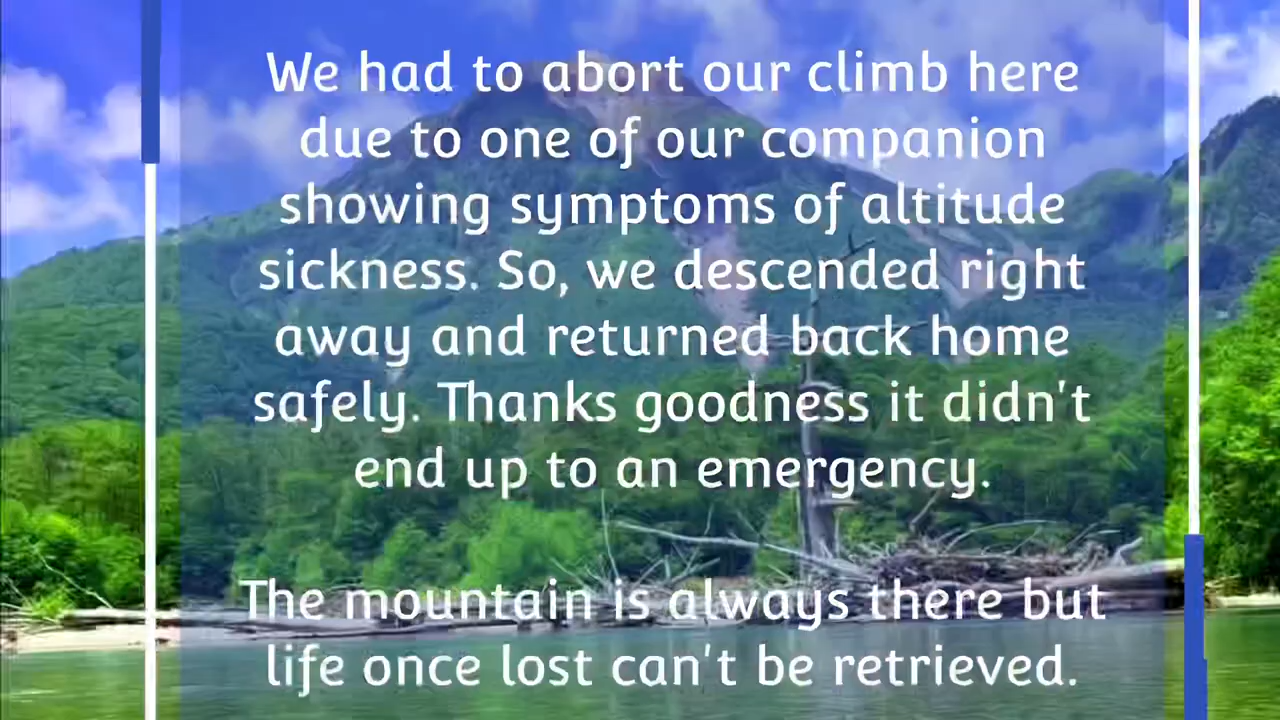 We had to abort our climb here
due to one of our companion
showing symptoms of altitude
sickness. So, we descended right
away and returned back home
safely. Thanks goodness it didn't
end up to an emergency.
The mountain is always there but
life once lost can't be retrieved.